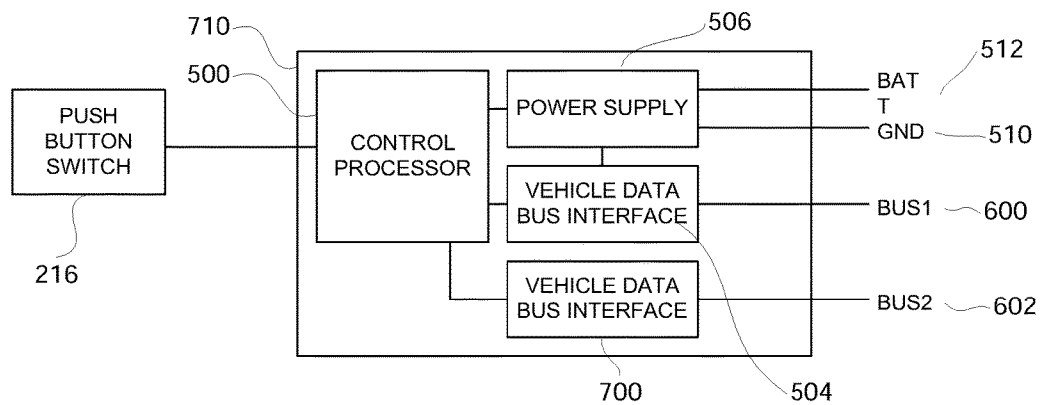 710
506
512
500
BAT
T
GND
510
PUSH
BUTTON
SWITCH
CONTROL
PROCESSOR
POWER SUPPLY
VEHICLE DATA
BUS INTERFACE
BUS1
600
216
VEHICLE DATA
BUS INTERFACE
BUS2
602
700
504